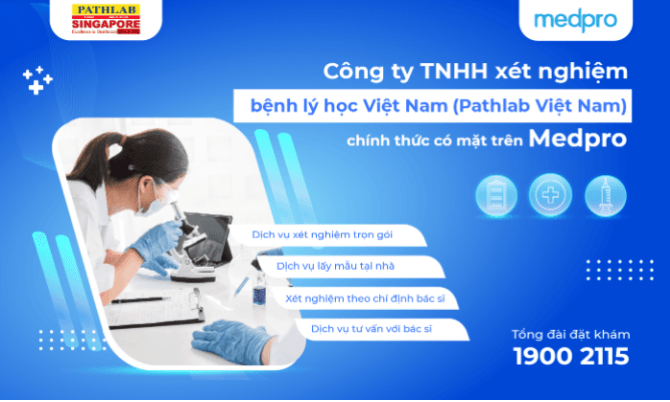 PATHLAB
SINGAPORE
medpro
Công ty TNHH xét nghiệm
bệnh lý học Việt Nam (Pathlab Việt Nam)
chính thức có mặt trên Medpro
Dịch vụ xét nghiệm trọn gói
Dịch vụ lấy mẫu tại nhà
Xét nghiệm theo chỉ định bác sĩ
Dịch vụ tư vấn với bác sĩ
Tổng đài đặt khám
1900 2115